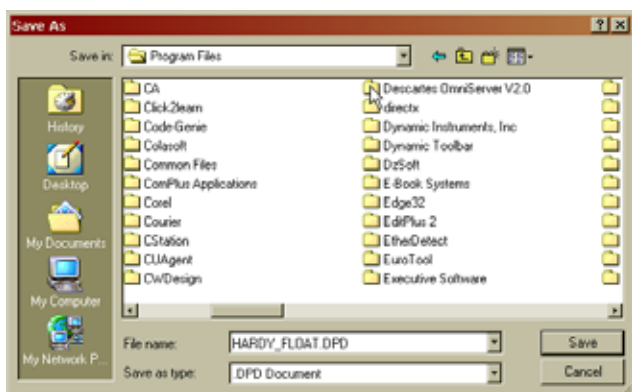 Save As
Save in: Program Files
History
Desktop
My Documents
My Computer
My Network P...
CA
Click2learn
Code-Genie
Colasoft
Common Files
ComPlus Applications
Corel
Courier
CStation
CUAgent
CWDesign
Descartes OmniServer V2.0
directx
Dynamic Instruments, Inc
Dynamic Toolbar
DzSoft
E-Book Systems
Edge32
EditPlus 2
EtherDetect
EuroTool
Executive Software
File name: HARDY_FLOAT.DPD Save
Save as type: .DPD Document Cancel